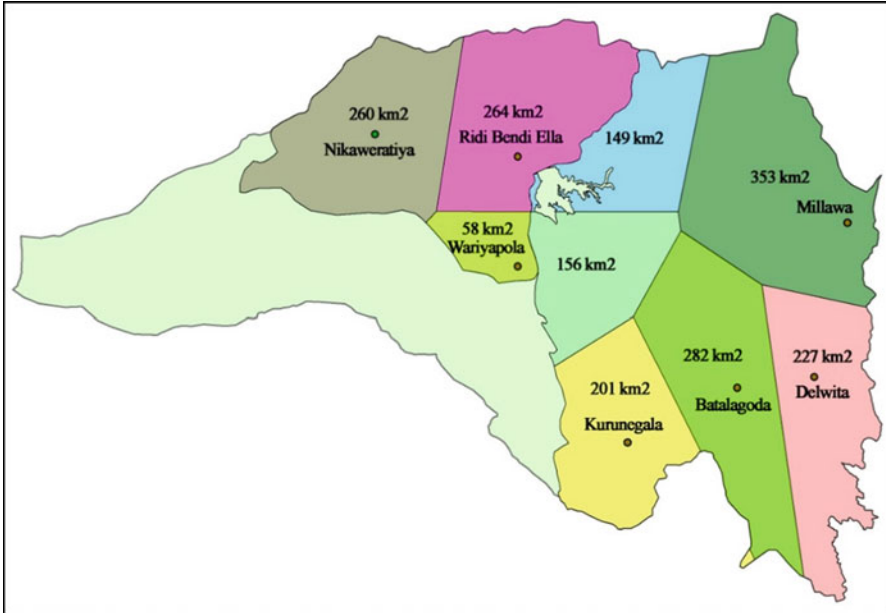 260 km2
Nikaweratiya
264 km2
Ridi Bendi Ella
149 km2
353 km2
Millawa
58 km2
Wariyapola
156 km2
201 km2
Kurunegala
282 km2
Batalagoda
227 km2
Delwita